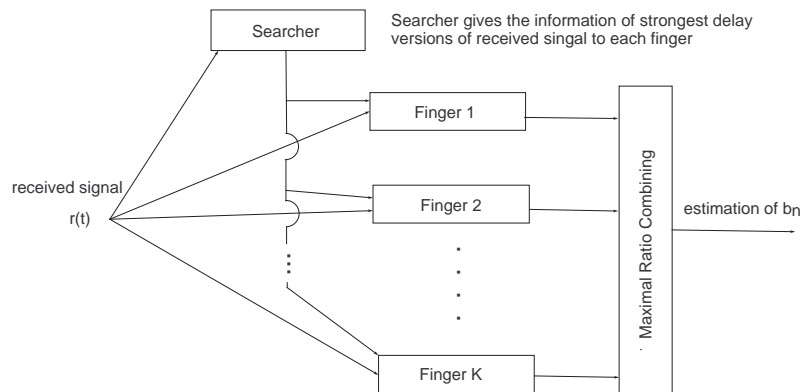 Searcher
Searcher gives the information of strongest delay
versions of received singal to each finger
Finger 1
received signal
r(t)
Finger 2
estimation of bn
Maximal Ratio Combining
Finger K